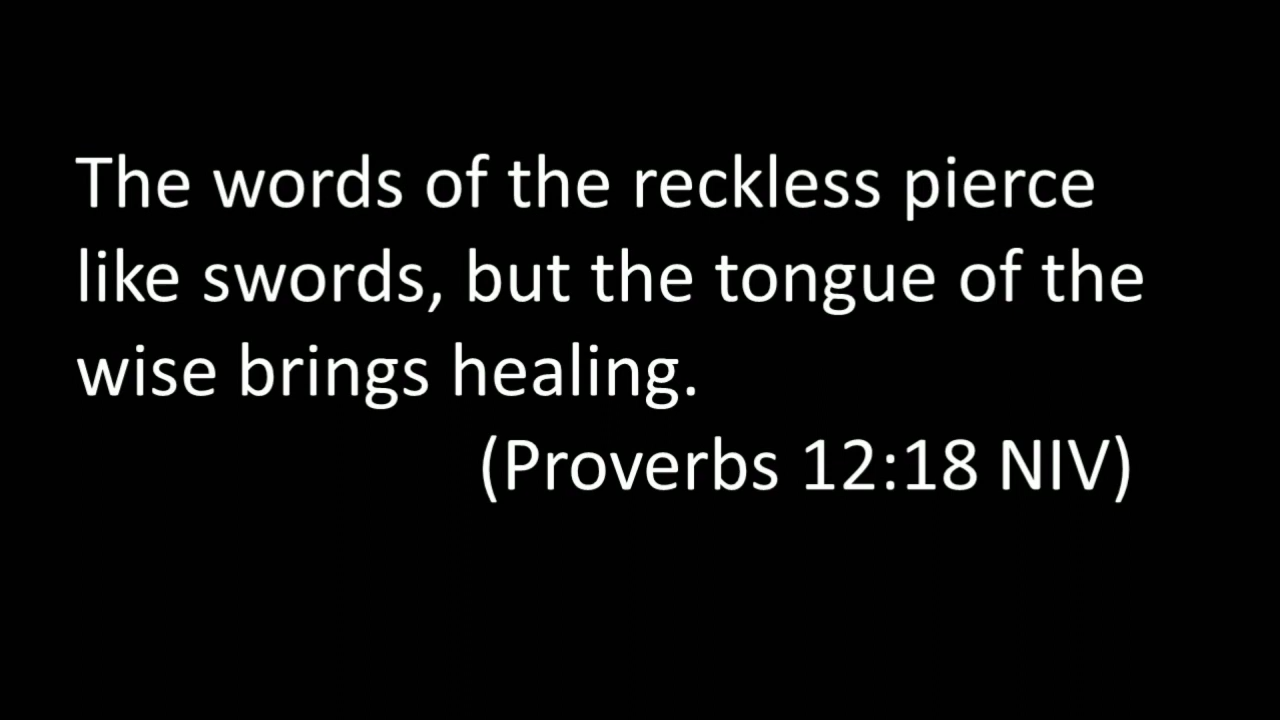 The words of the reckless pierce
like swords, but the tongue of the
wise brings healing.
(Proverbs 12:18 NIV)